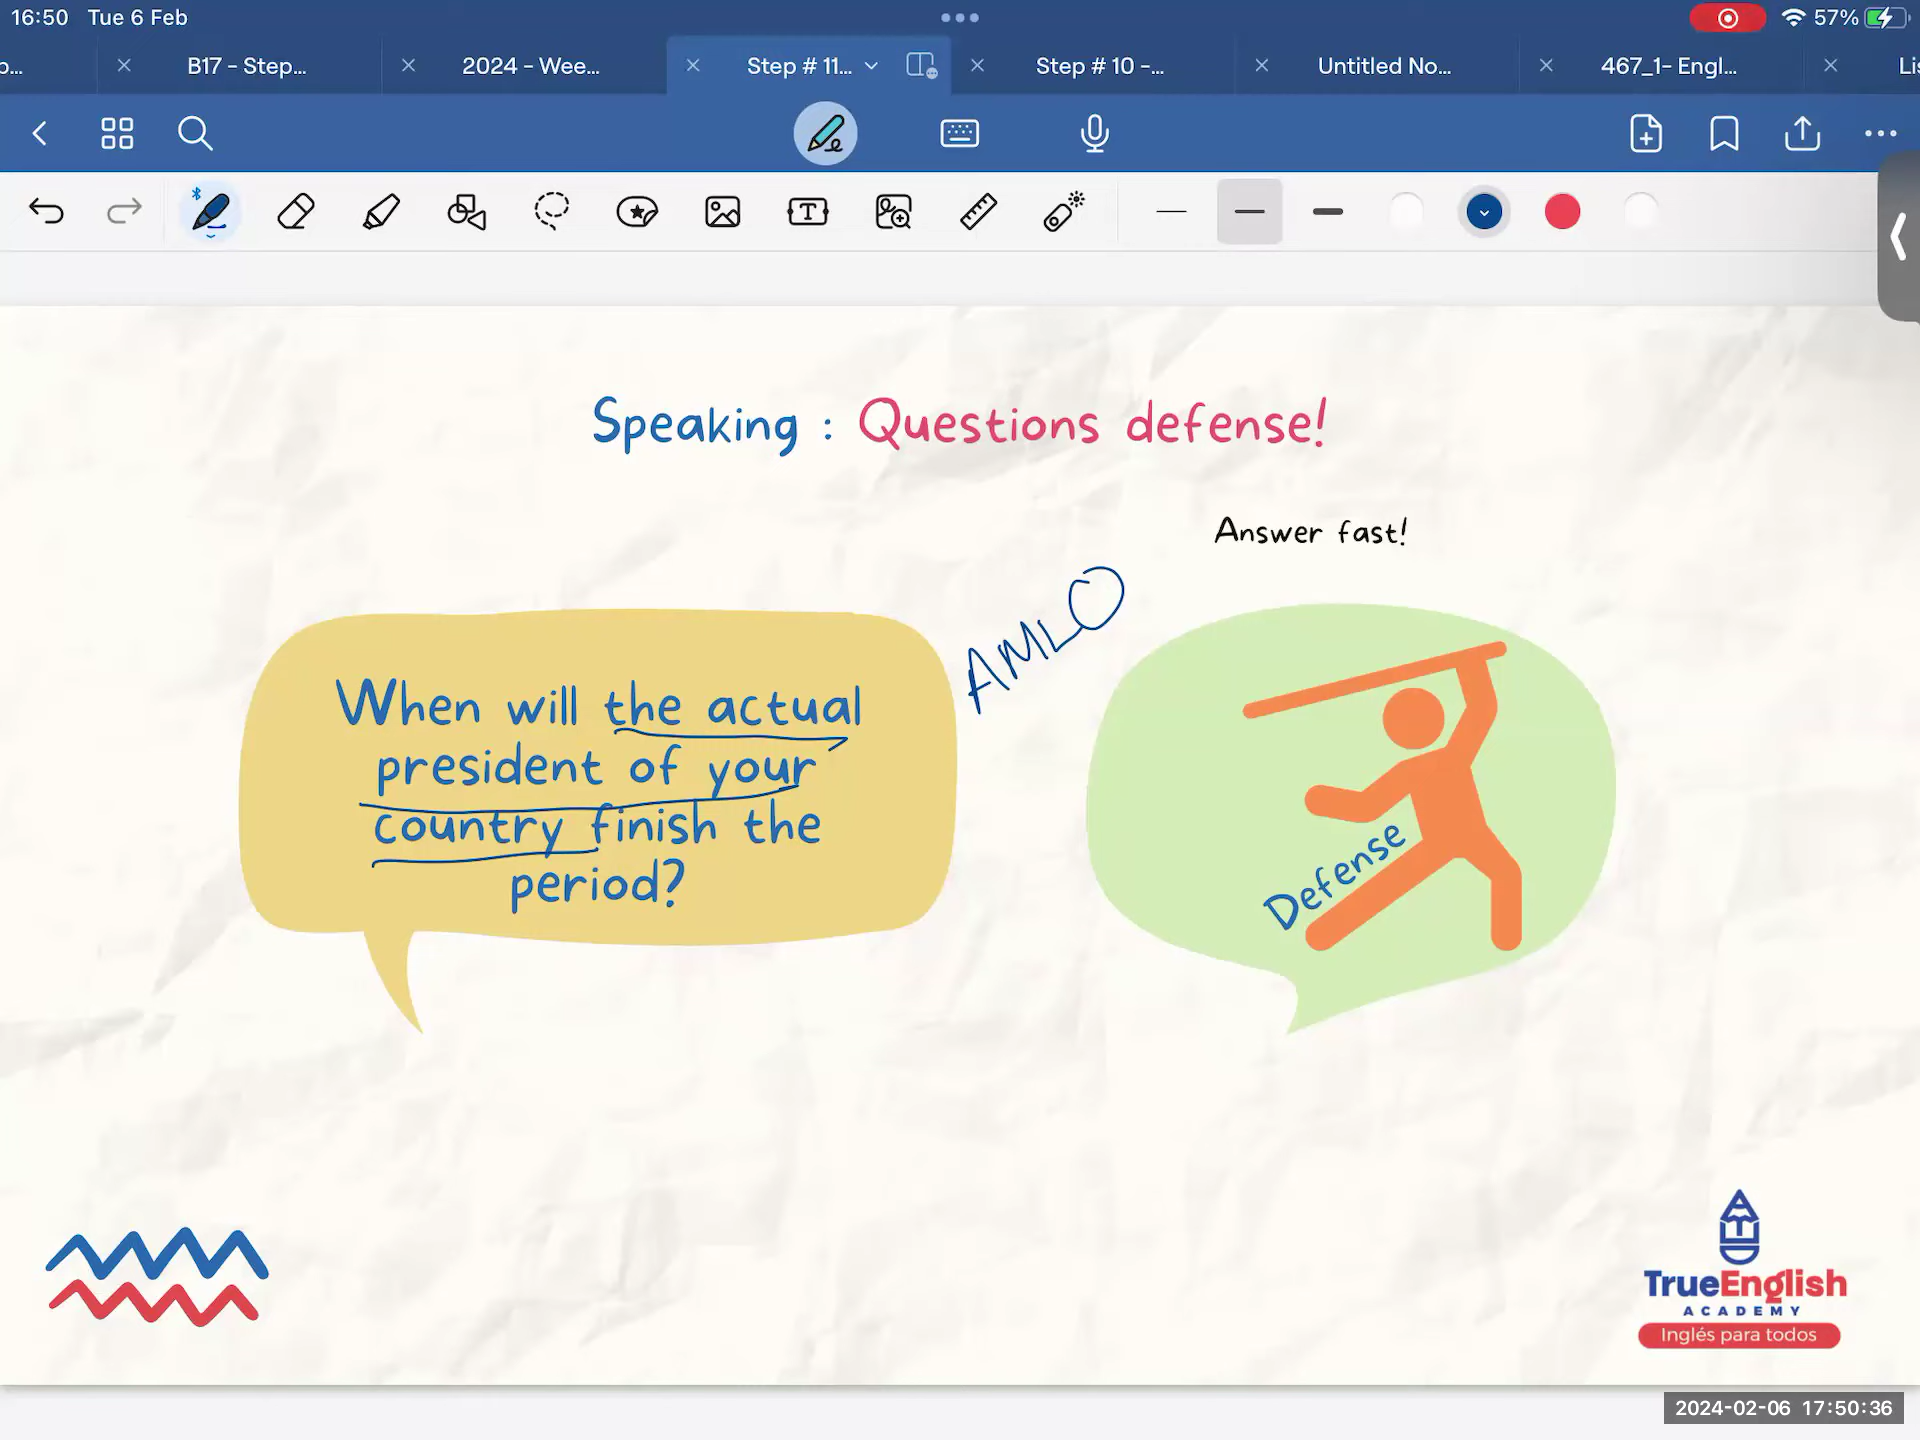 16:50 Tue 6 Feb
57%
p...
B17 - Step...
2024 - Wee...
Step # 11...
Step # 10 -...
Untitled No...
467_1- Engl...
Lis
Speaking : Questions defense!
Answer fast!
AMLO
When will the actual
president of your
country finish the
period?
Defense
TrueEnglish
ACADEMY
Inglés para todos
2024-02-06 17:50:36